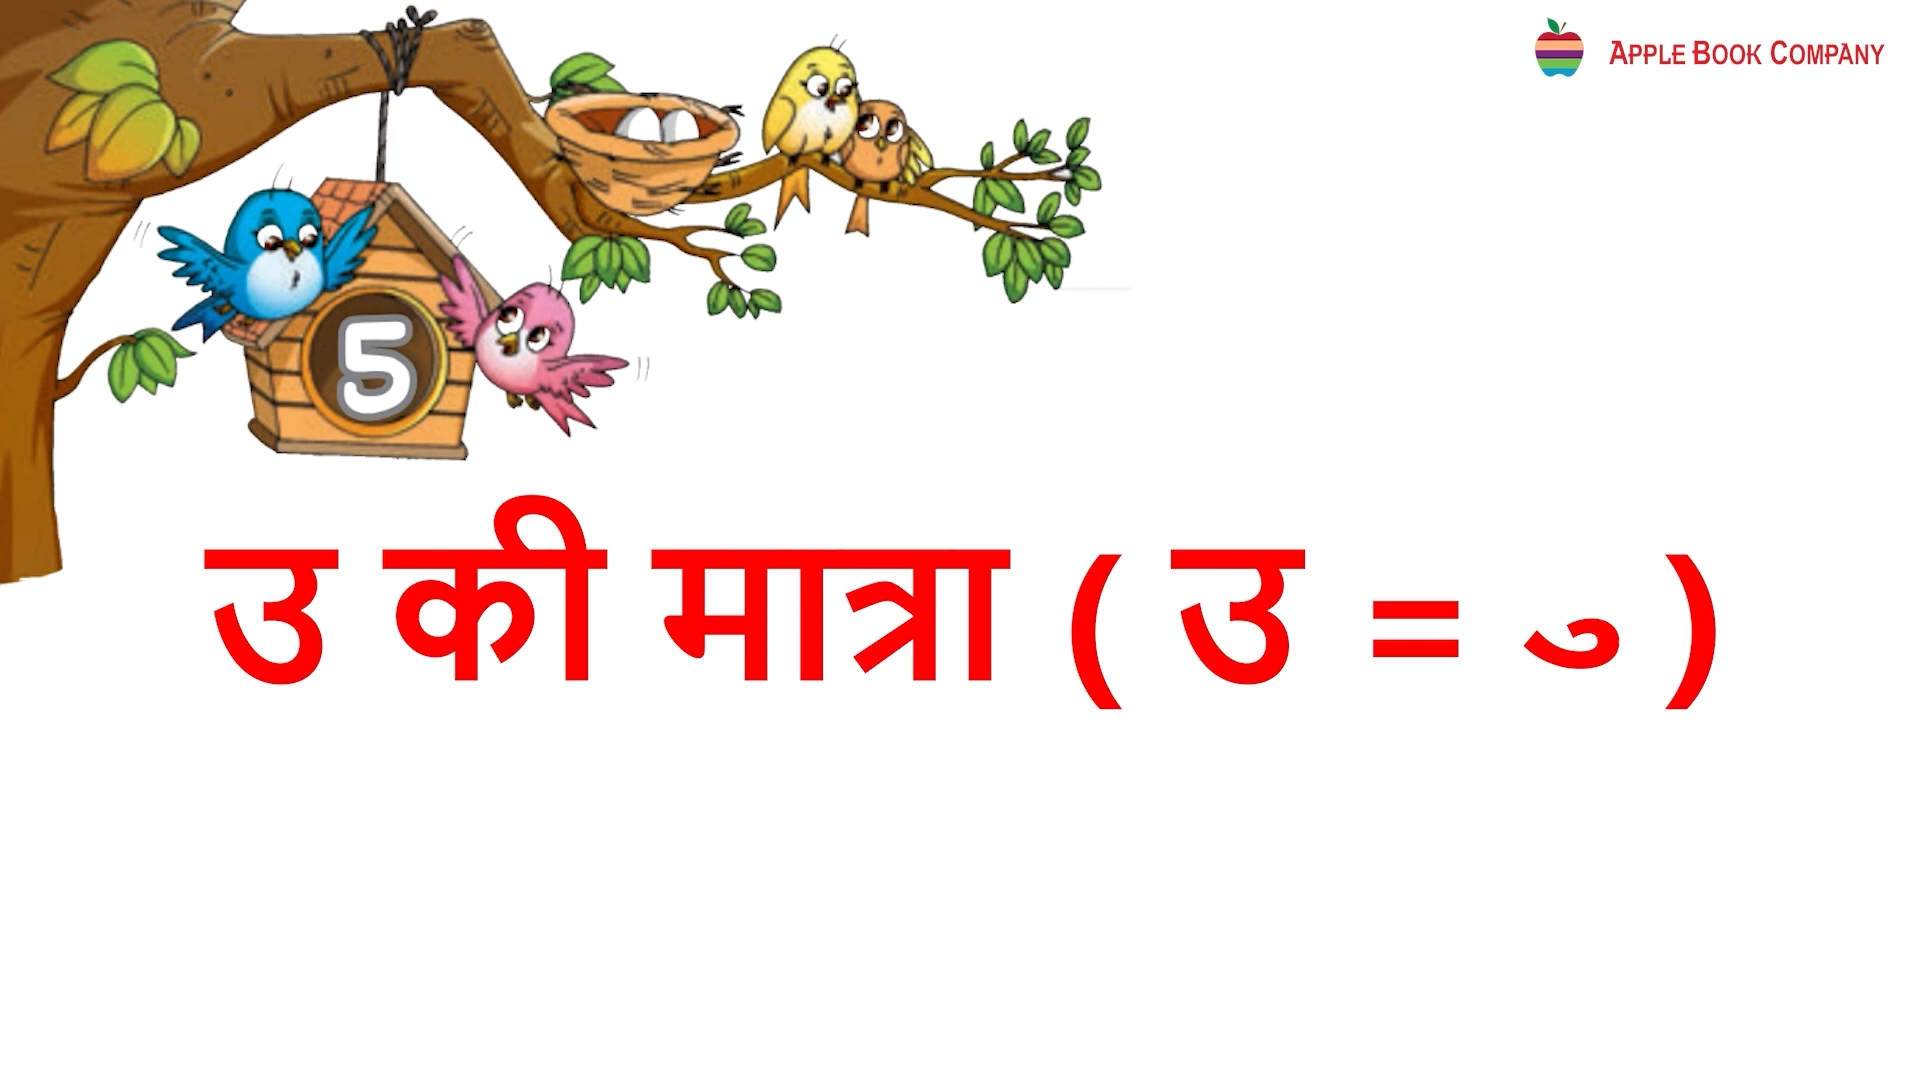 APPLE BOOK COMPANY
5
उ की मात्रा ( उ = ु )